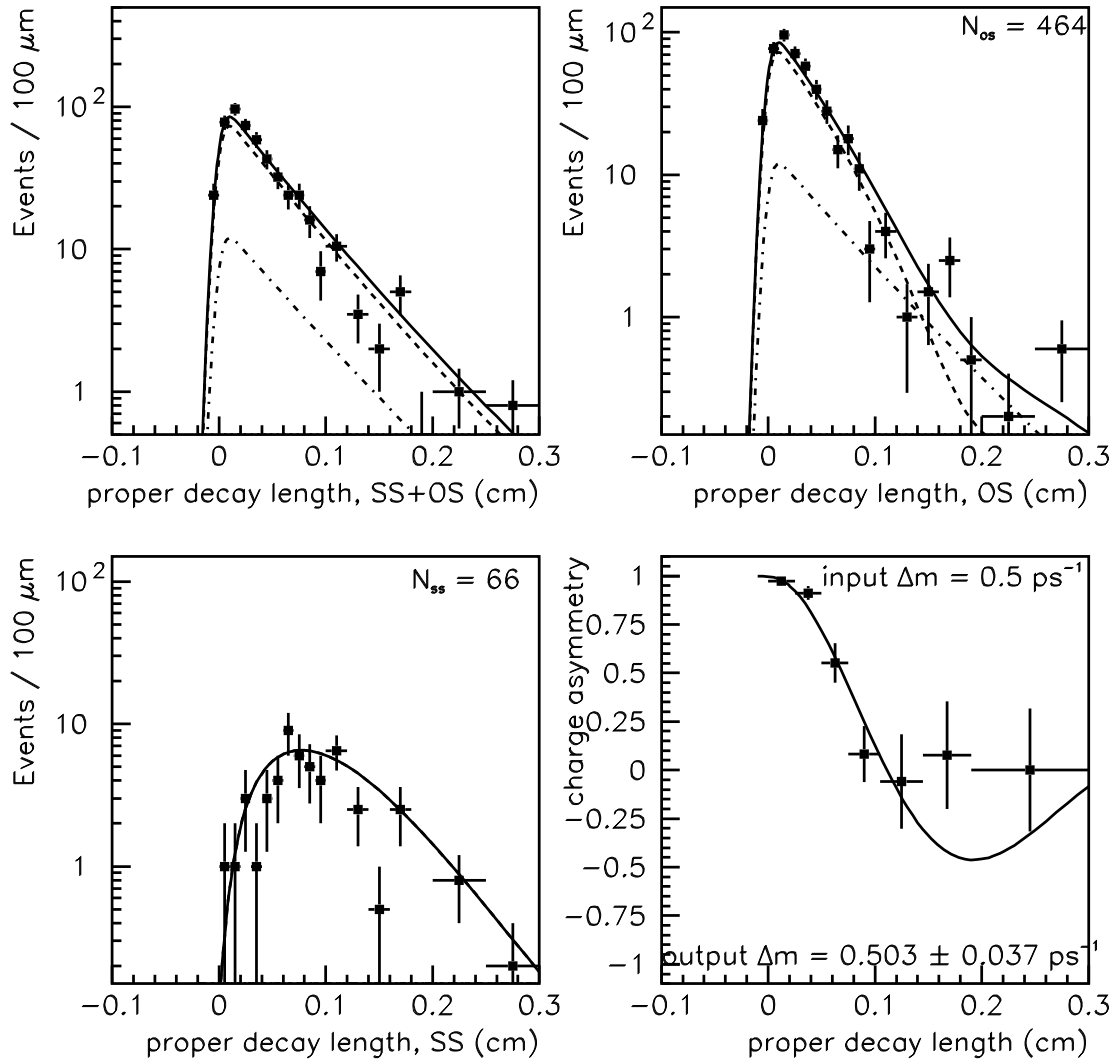 Events / 100 μm
10²
10
1
−0.1 0 0.1 0.2 0.3
proper decay length, SS+OS (cm)
Events / 100 μm
N_os = 464
10²
10
1
−0.1 0 0.1 0.2 0.3
proper decay length, OS (cm)
Events / 100 μm
N_ss = 66
10²
10
1
−0.1 0 0.1 0.2 0.3
proper decay length, SS (cm)
charge asymmetry
input Δm = 0.5 ps⁻¹
1
0.75
0.5
0.25
0
−0.25
−0.5
−0.75
−1
output Δm = 0.503 ± 0.037 ps⁻¹
−0.1 0 0.1 0.2 0.3
proper decay length (cm)